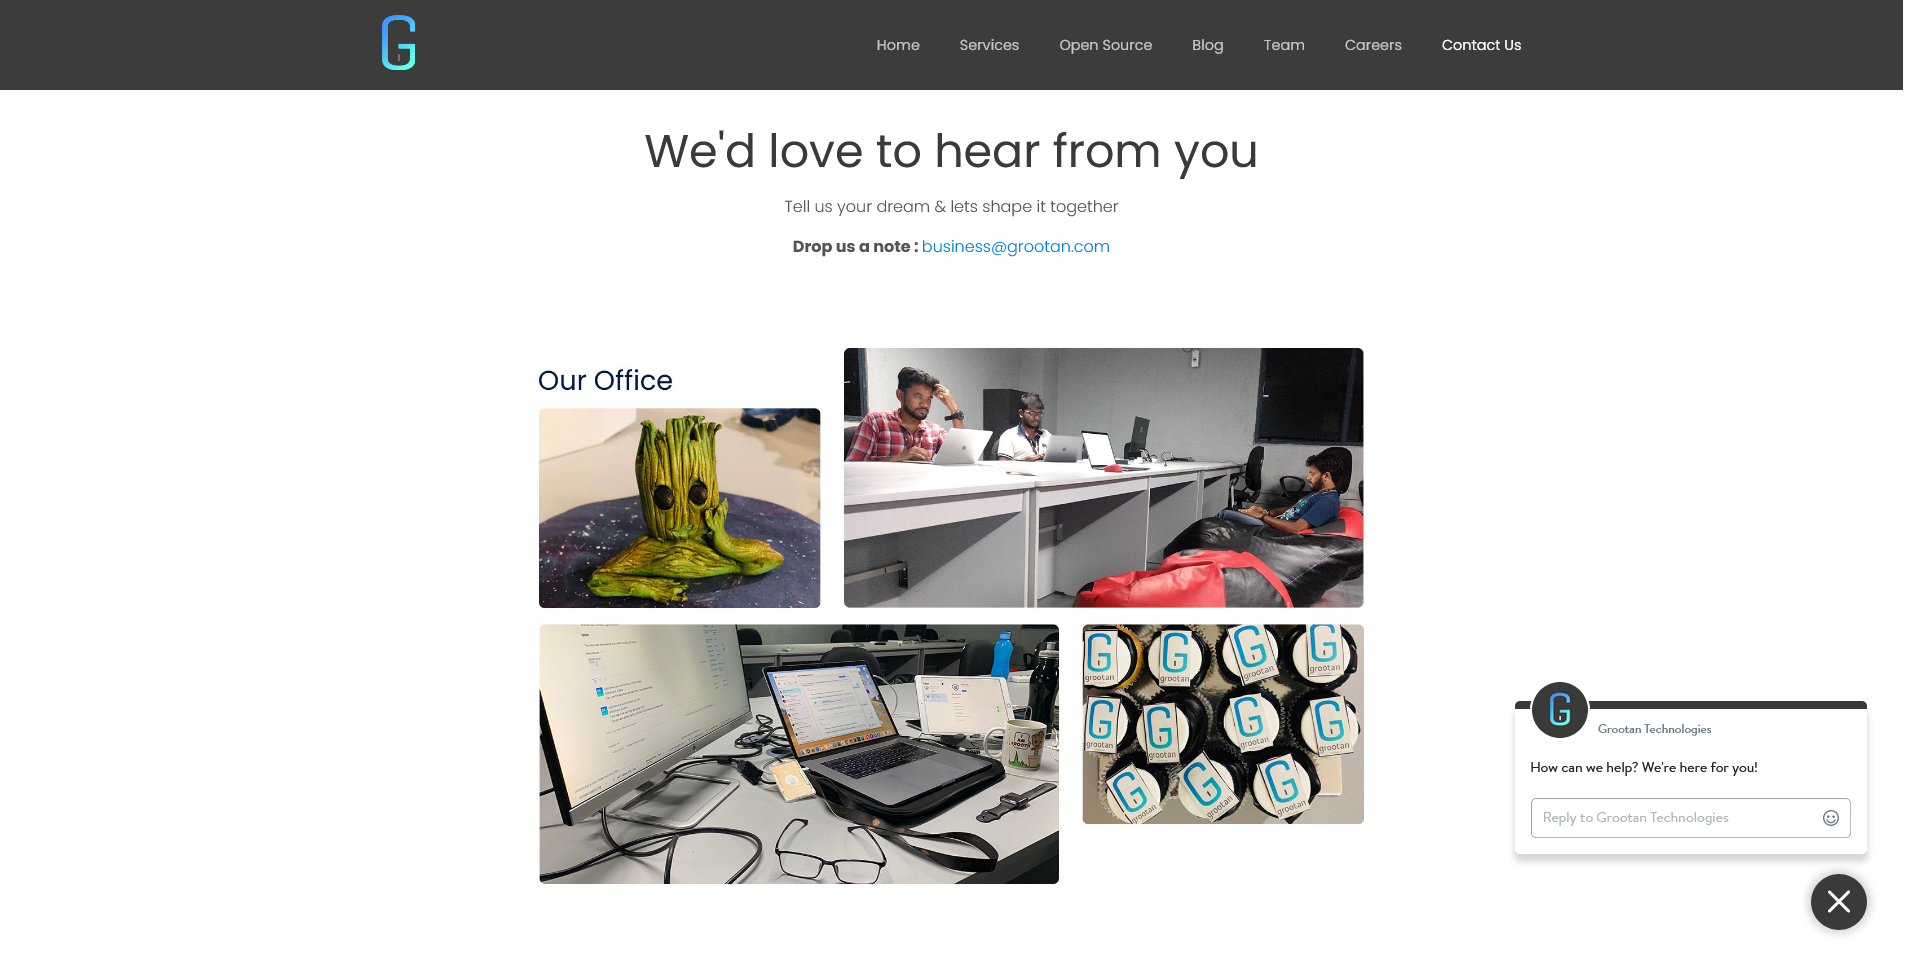 Home
Services
Open Source
Blog
Team
Careers
Contact Us
We'd love to hear from you
Tell us your dream & lets shape it together
Drop us a note : business@grootan.com
Our Office
grootan
grootan
grootan
grootan
grootan
grootan
grootan
grootan
grootan
grootan
grootan
Grootan Technologies
How can we help? We're here for you!
Reply to Grootan Technologies